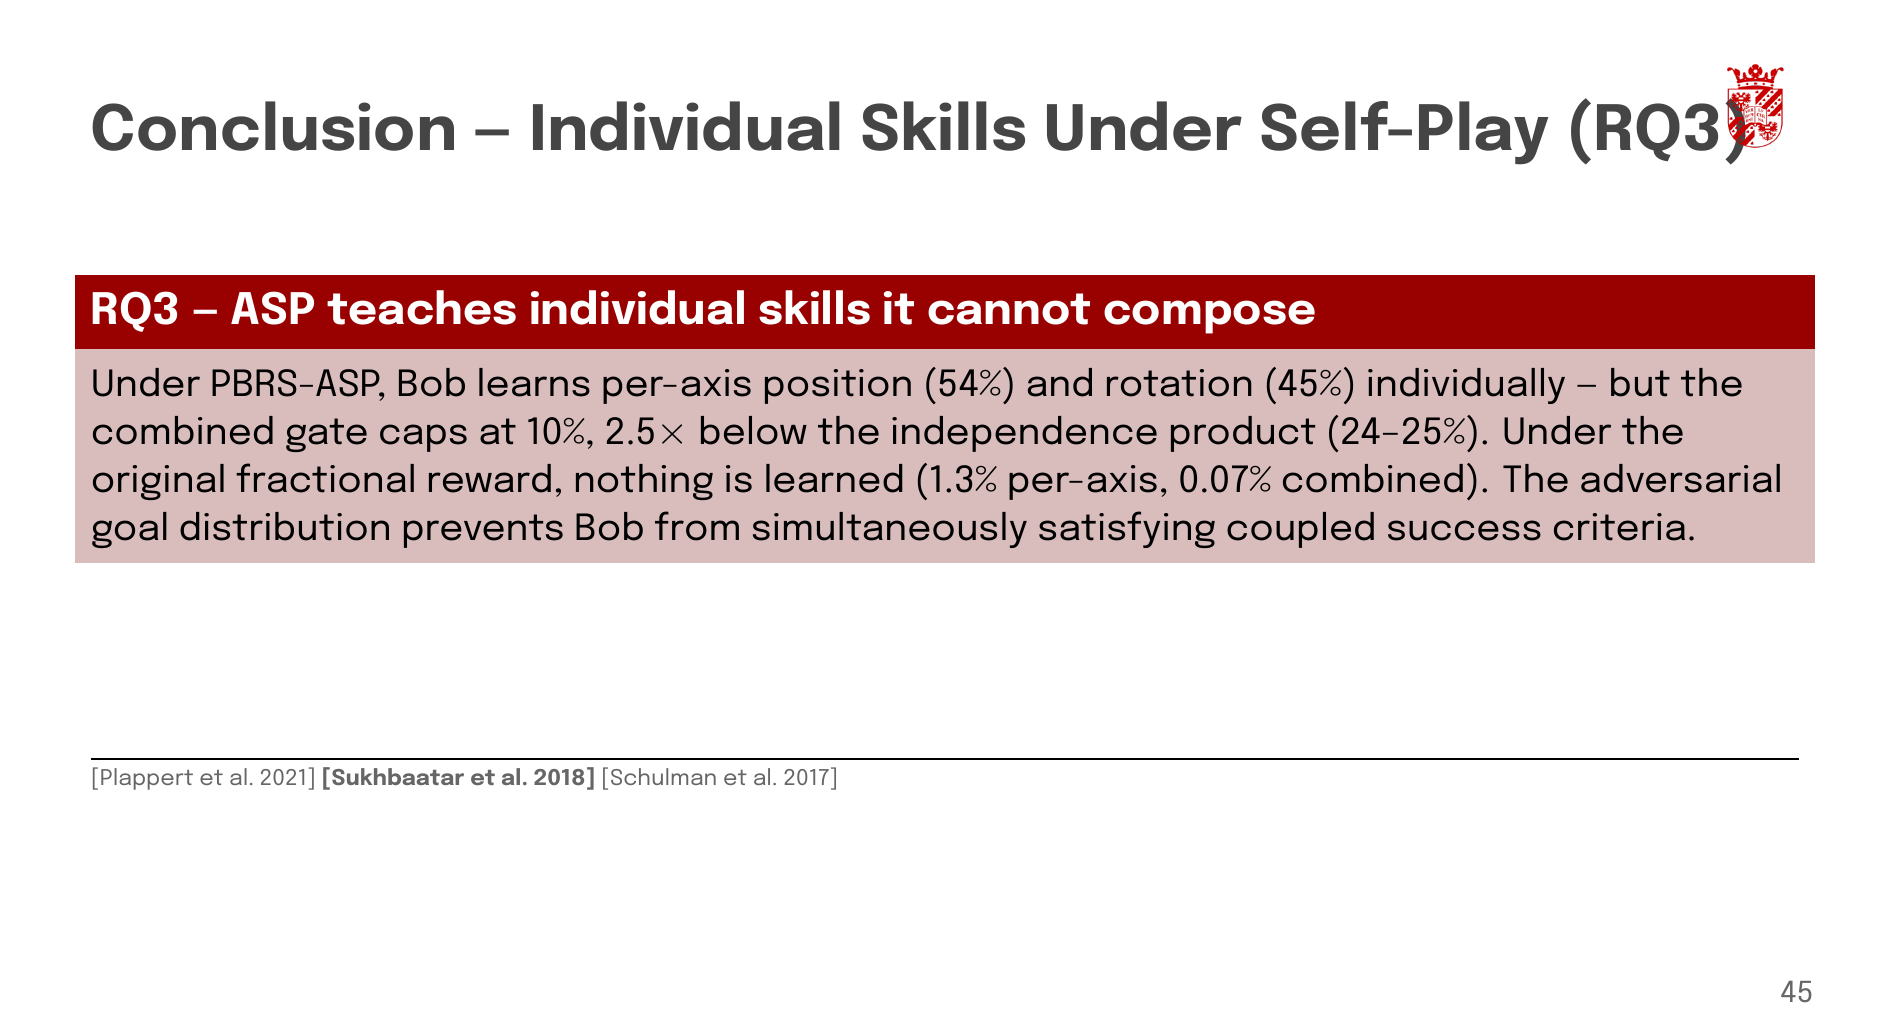 Conclusion – Individual Skills Under Self-Play (RQ3)
RQ3 – ASP teaches individual skills it cannot compose
Under PBRS-ASP, Bob learns per-axis position (54%) and rotation (45%) individually – but the
combined gate caps at 10%, 2.5× below the independence product (24–25%). Under the
original fractional reward, nothing is learned (1.3% per-axis, 0.07% combined). The adversarial
goal distribution prevents Bob from simultaneously satisfying coupled success criteria.
[Plappert et al. 2021] [Sukhbaatar et al. 2018] [Schulman et al. 2017]
45